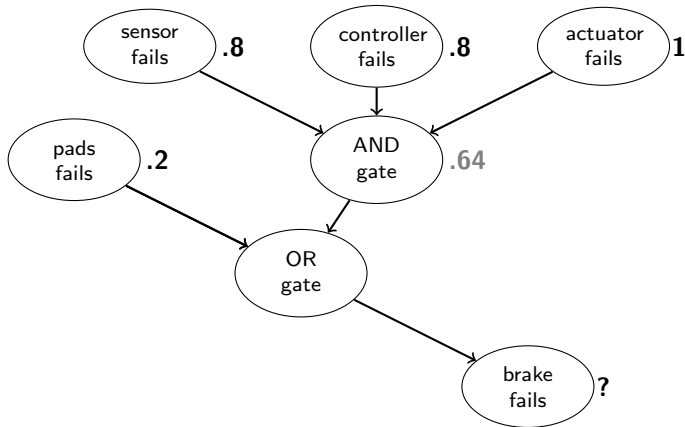 sensor
fails
.8
controller
fails
.8
actuator
fails
1
pads
fails
.2
AND
gate
.64
OR
gate
brake
fails
?